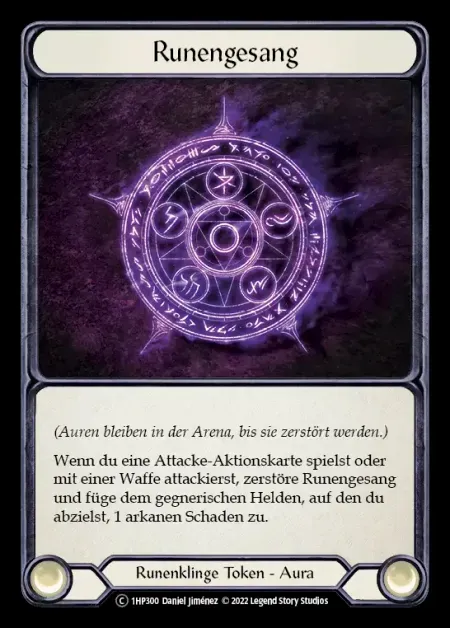 Runengesang
(Auren bleiben in der Arena, bis sie zerstört werden.)
Wenn du eine Attacke-Aktionskarte spielst oder
mit einer Waffe attackierst, zerstöre Runengesang
und füge dem gegnerischen Helden, auf den du
abzielst, 1 arkanen Schaden zu.
Runenklinge Token - Aura
C 1HP300 Daniel Jiménez © 2022 Legend Story Studios